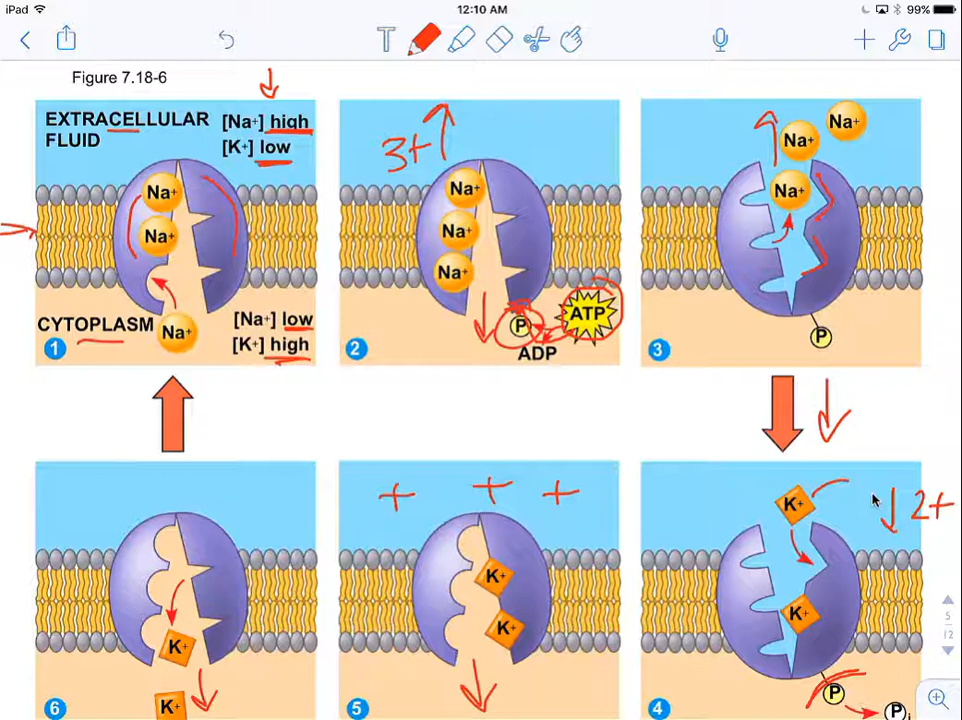 iPad 12:10 AM 99%
T
Figure 7.18-6
EXTRACELLULAR
FLUID
[Na+] high
[K+] low
Na+
Na+
CYTOPLASM
Na+
[Na+] low
[K+] high
1
3+
Na+
Na+
Na+
P
ATP
ADP
2
Na+
Na+
Na+
P
3
K+
K+
6
+ + +
K+
K+
5
K+
2+
K+
P
P
4
5
12